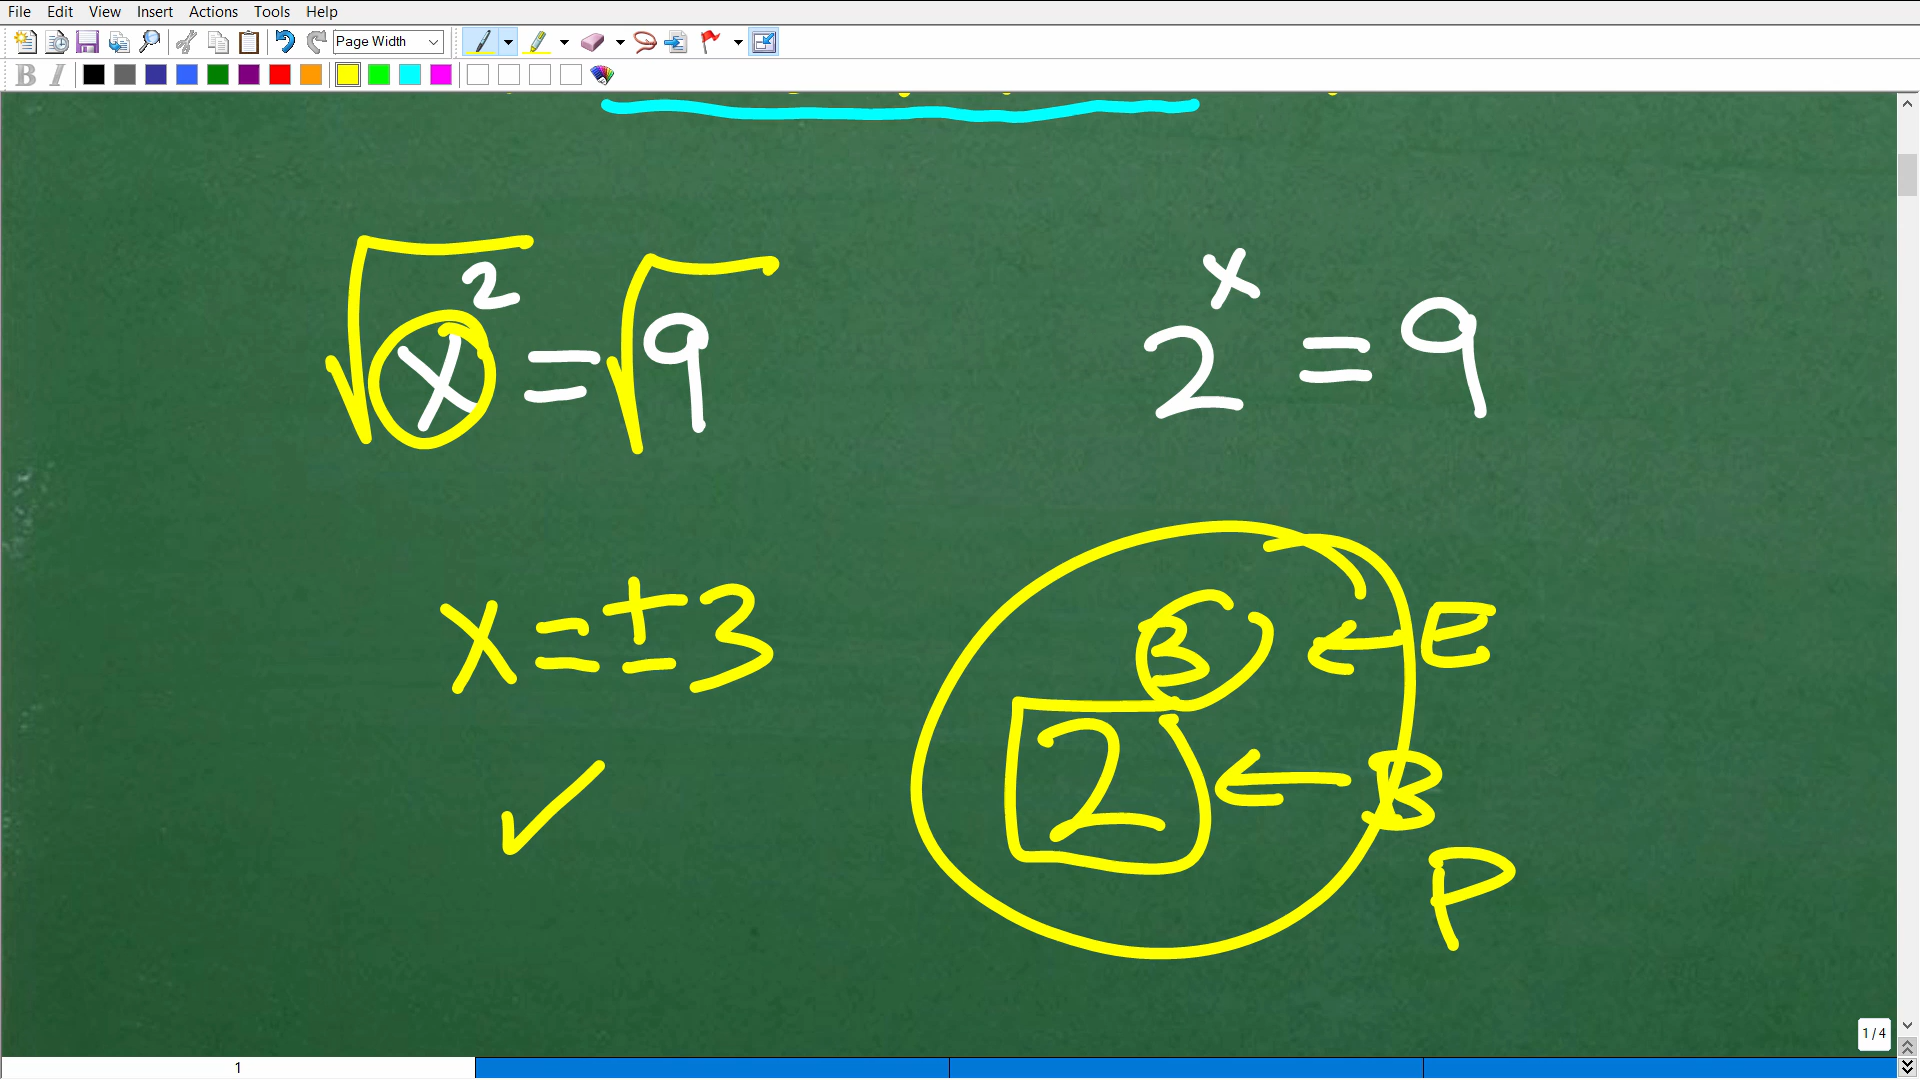 File Edit View Insert Actions Tools Help
Page Width
B I
√x² = √9
2ˣ = 9
x = ± 3
3 ← E
2 ← B
P
✓
1 / 4
1